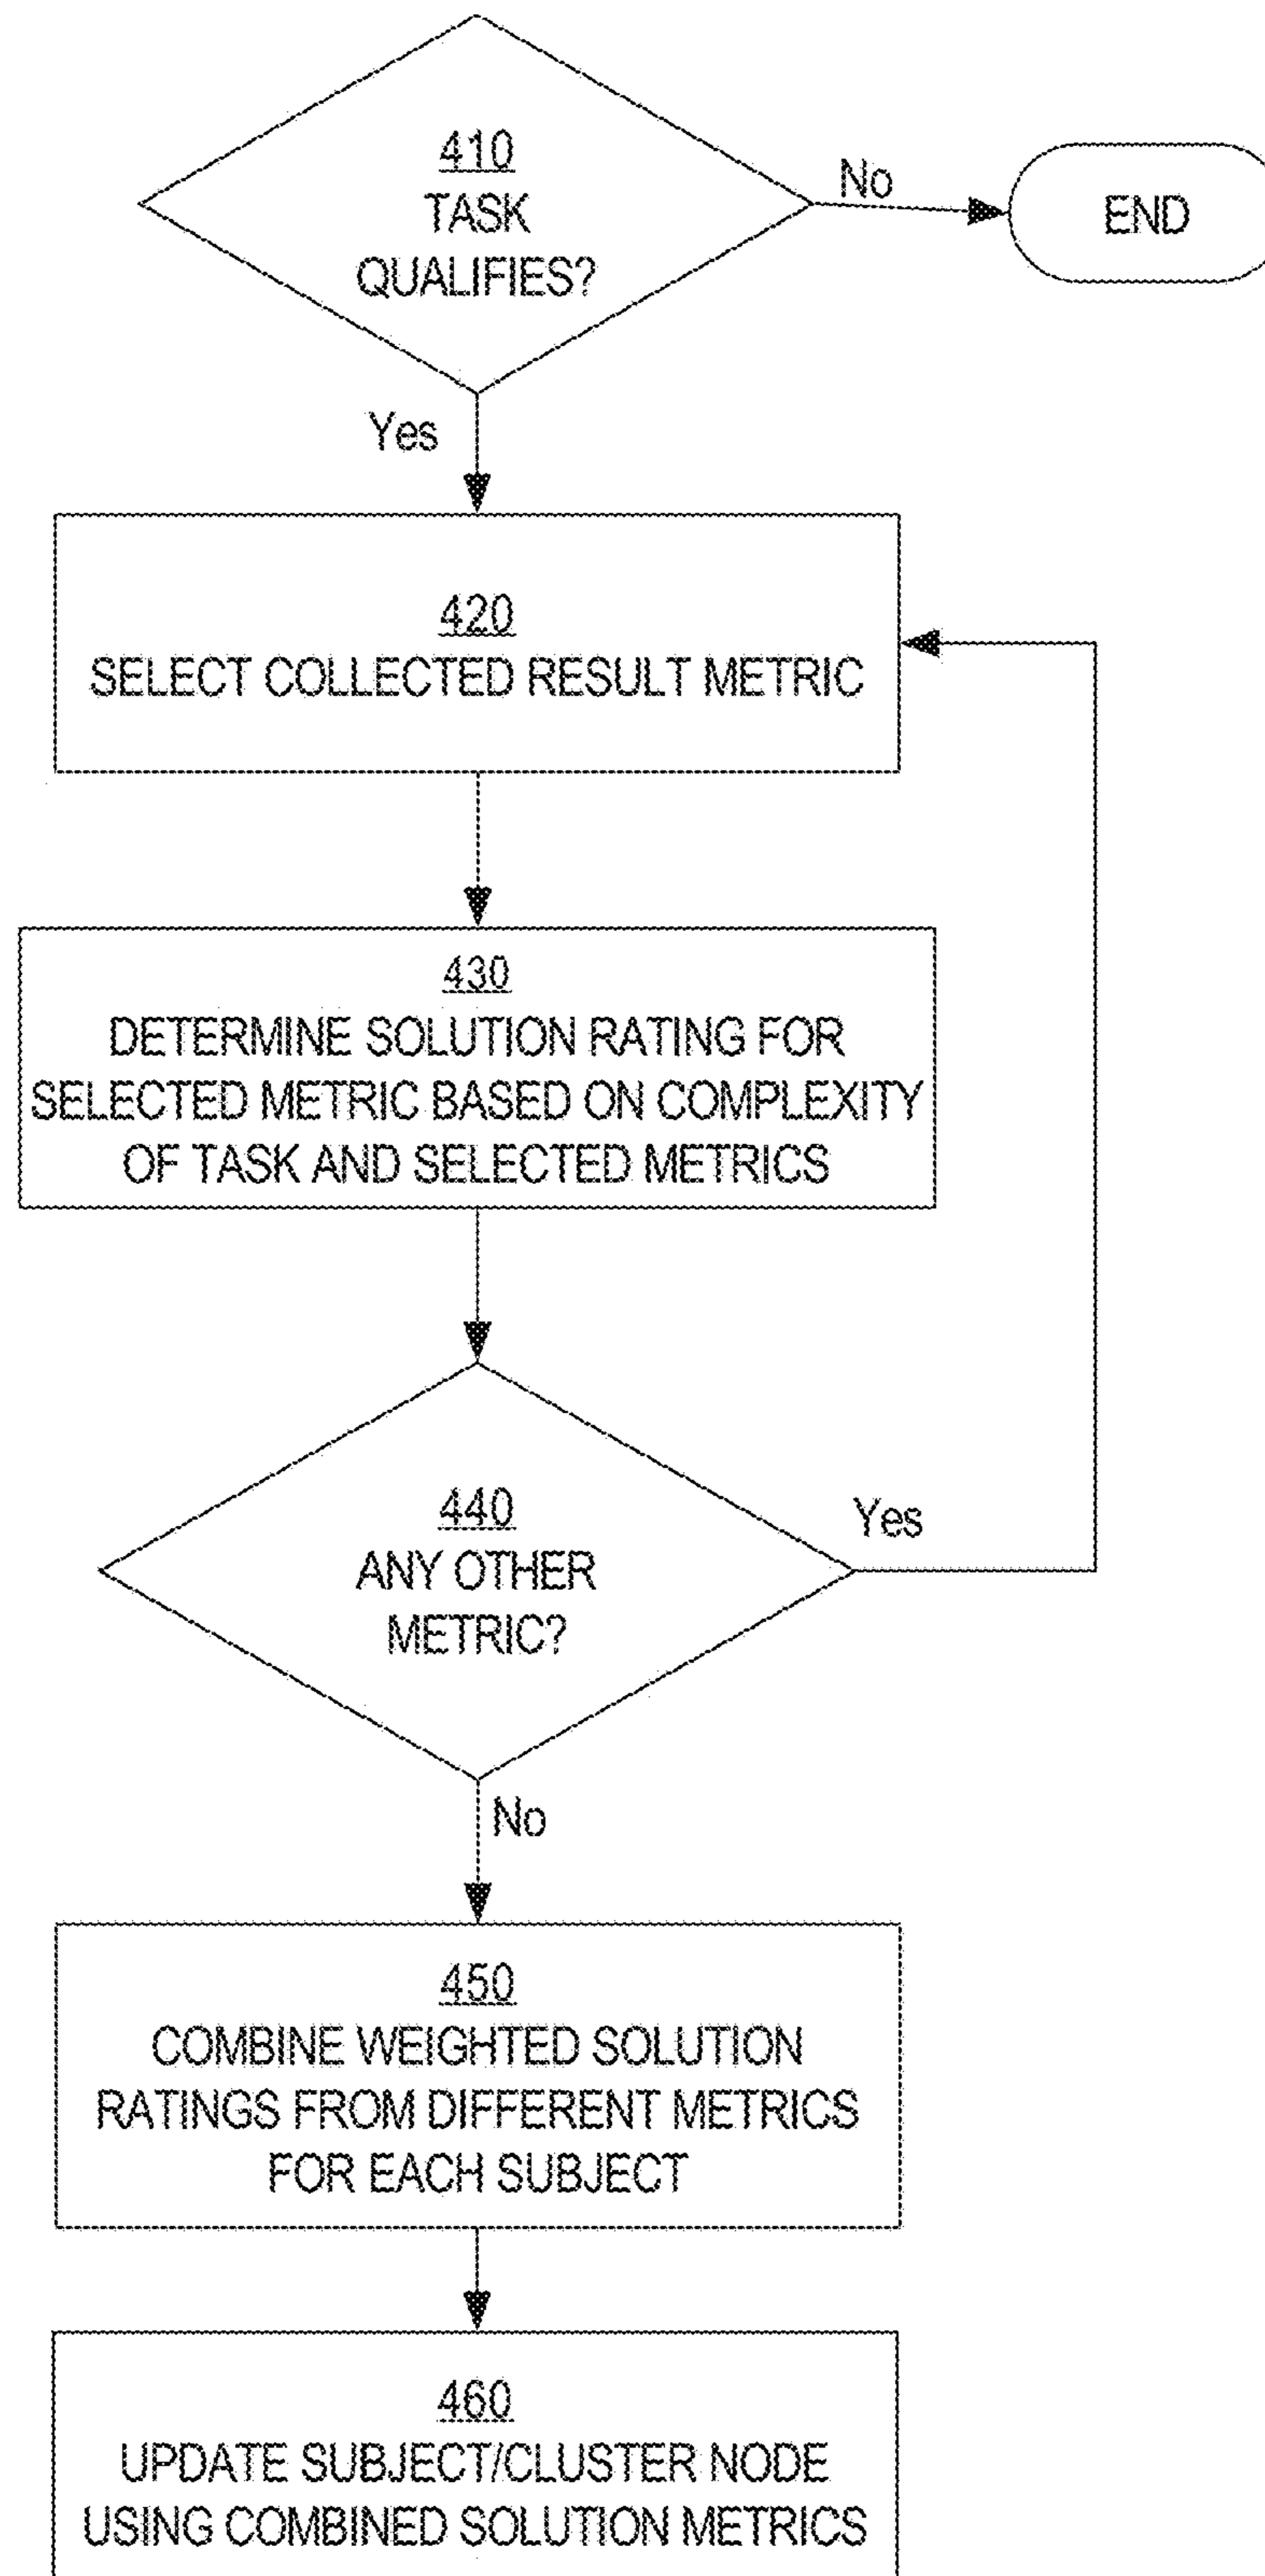 410
TASK
QUALIFIES?
No
END
Yes
420
SELECT COLLECTED RESULT METRIC
430
DETERMINE SOLUTION RATING FOR
SELECTED METRIC BASED ON COMPLEXITY
OF TASK AND SELECTED METRICS
440
ANY OTHER
METRIC?
Yes
No
450
COMBINE WEIGHTED SOLUTION
RATINGS FROM DIFFERENT METRICS
FOR EACH SUBJECT
460
UPDATE SUBJECT/CLUSTER NODE
USING COMBINED SOLUTION METRICS